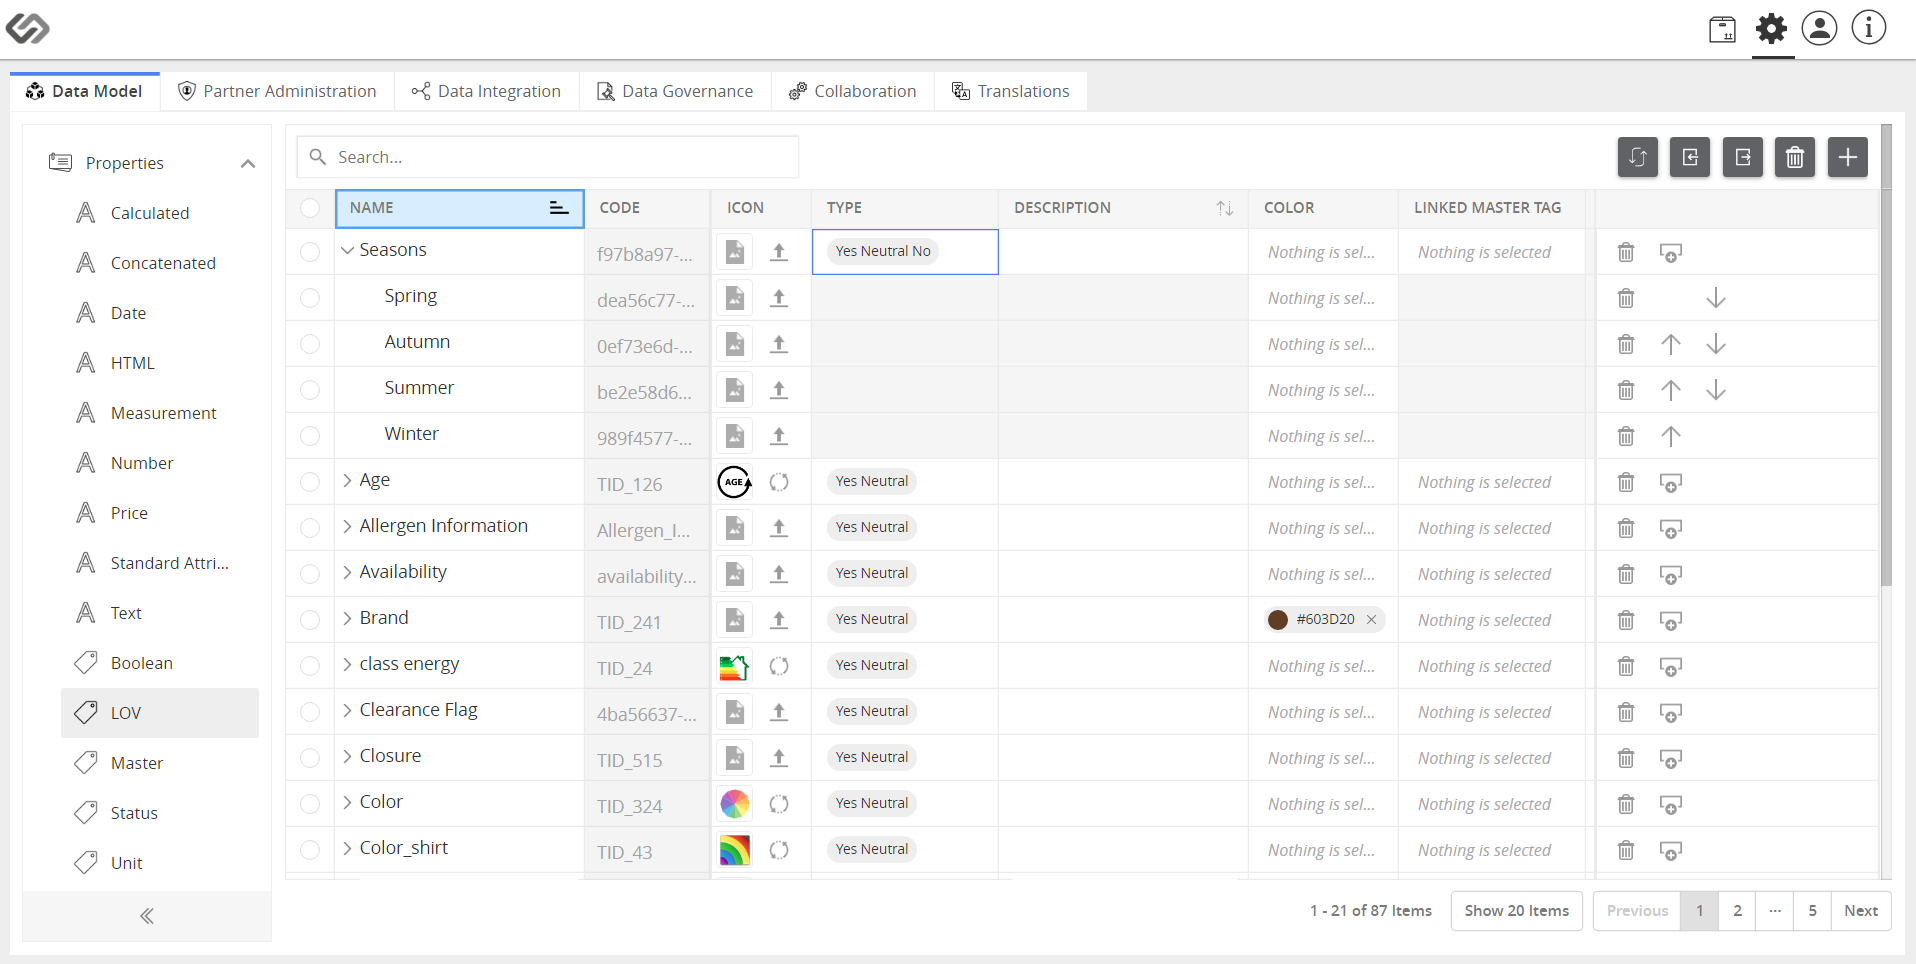 Data Model
Partner Administration
Data Integration
Data Governance
Collaboration
Translations
Properties
Calculated
Concatenated
Date
HTML
Measurement
Number
Price
Standard Attri...
Text
Boolean
LOV
Master
Status
Unit
Search...
NAME CODE ICON TYPE DESCRIPTION COLOR LINKED MASTER TAG
Seasons f97b8a97-... Yes Neutral No Nothing is sel... Nothing is selected
Spring dea56c77-... Nothing is sel...
Autumn 0ef73e6d-... Nothing is sel...
Summer be2e58d6... Nothing is sel...
Winter 989f4577-... Nothing is sel...
Age TID_126 AGE Yes Neutral Nothing is sel... Nothing is selected
Allergen Information Allergen_I... Yes Neutral Nothing is sel... Nothing is selected
Availability availability... Yes Neutral Nothing is sel... Nothing is selected
Brand TID_241 Yes Neutral #603D20 Nothing is selected
class energy TID_24 Yes Neutral Nothing is sel... Nothing is selected
Clearance Flag 4ba56637-... Yes Neutral Nothing is sel... Nothing is selected
Closure TID_515 Yes Neutral Nothing is sel... Nothing is selected
Color TID_324 Yes Neutral Nothing is sel... Nothing is selected
Color_shirt TID_43 Yes Neutral Nothing is sel... Nothing is selected
1 - 21 of 87 Items Show 20 Items Previous 1 2 ... 5 Next